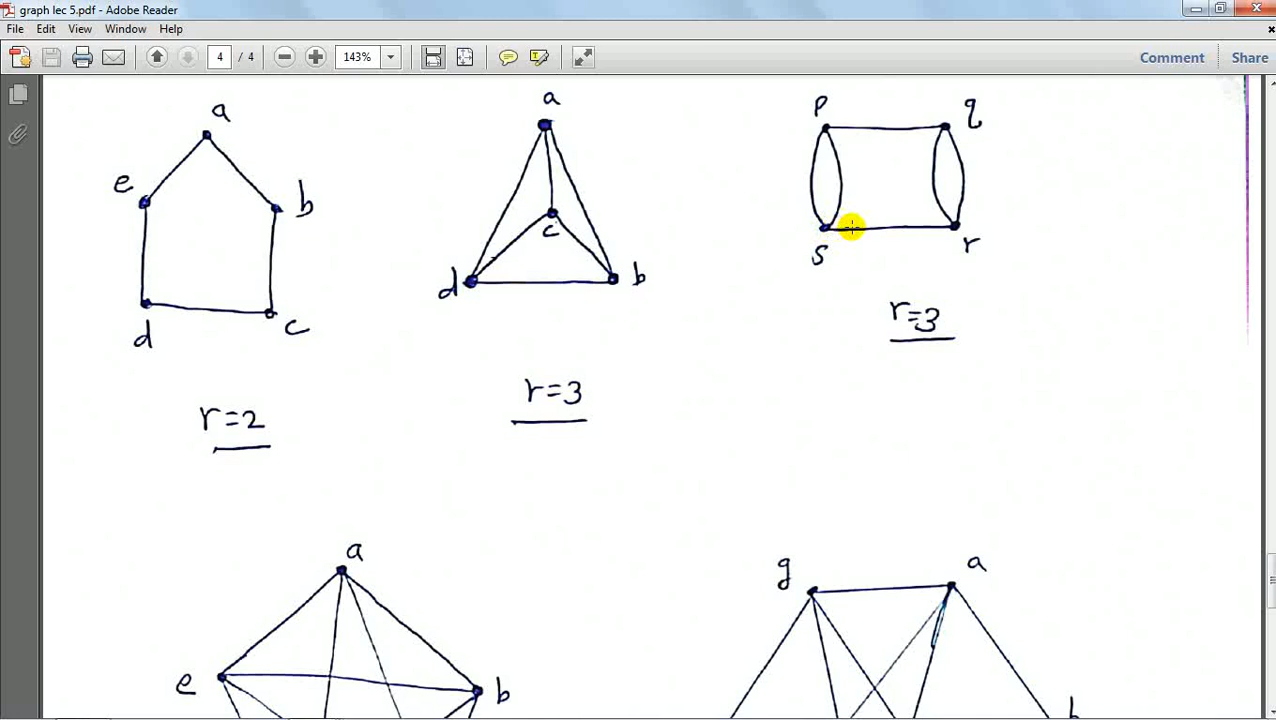 graph lec 5.pdf - Adobe Reader
File Edit View Window Help
4 / 4 143% Comment Share
a
e b
d c
r=2
a
c
d b
r=3
p q
s r
r=3
a
e b
g a
b